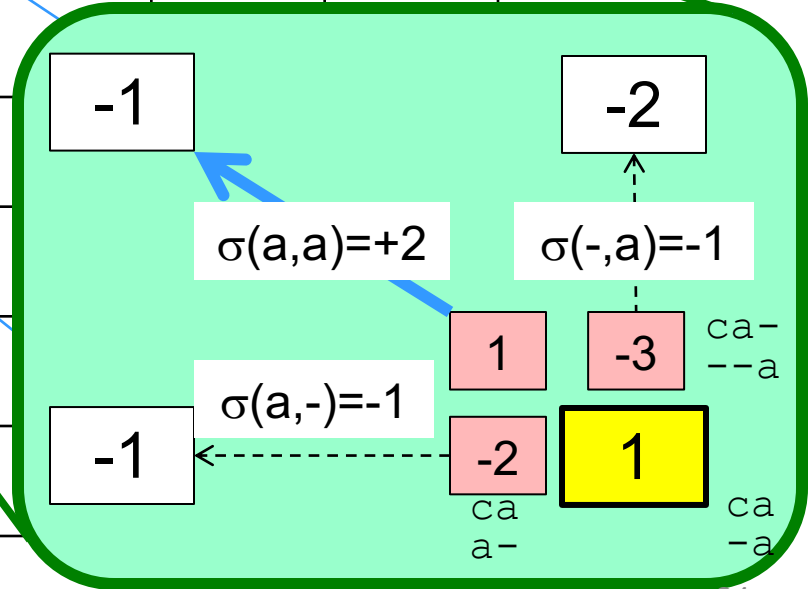 -1
-2
σ(a,a)=+2
σ(-,a)=-1
1
-3
ca-
--a
σ(a,-)=-1
-1
-2
1
ca
a-
ca
-a